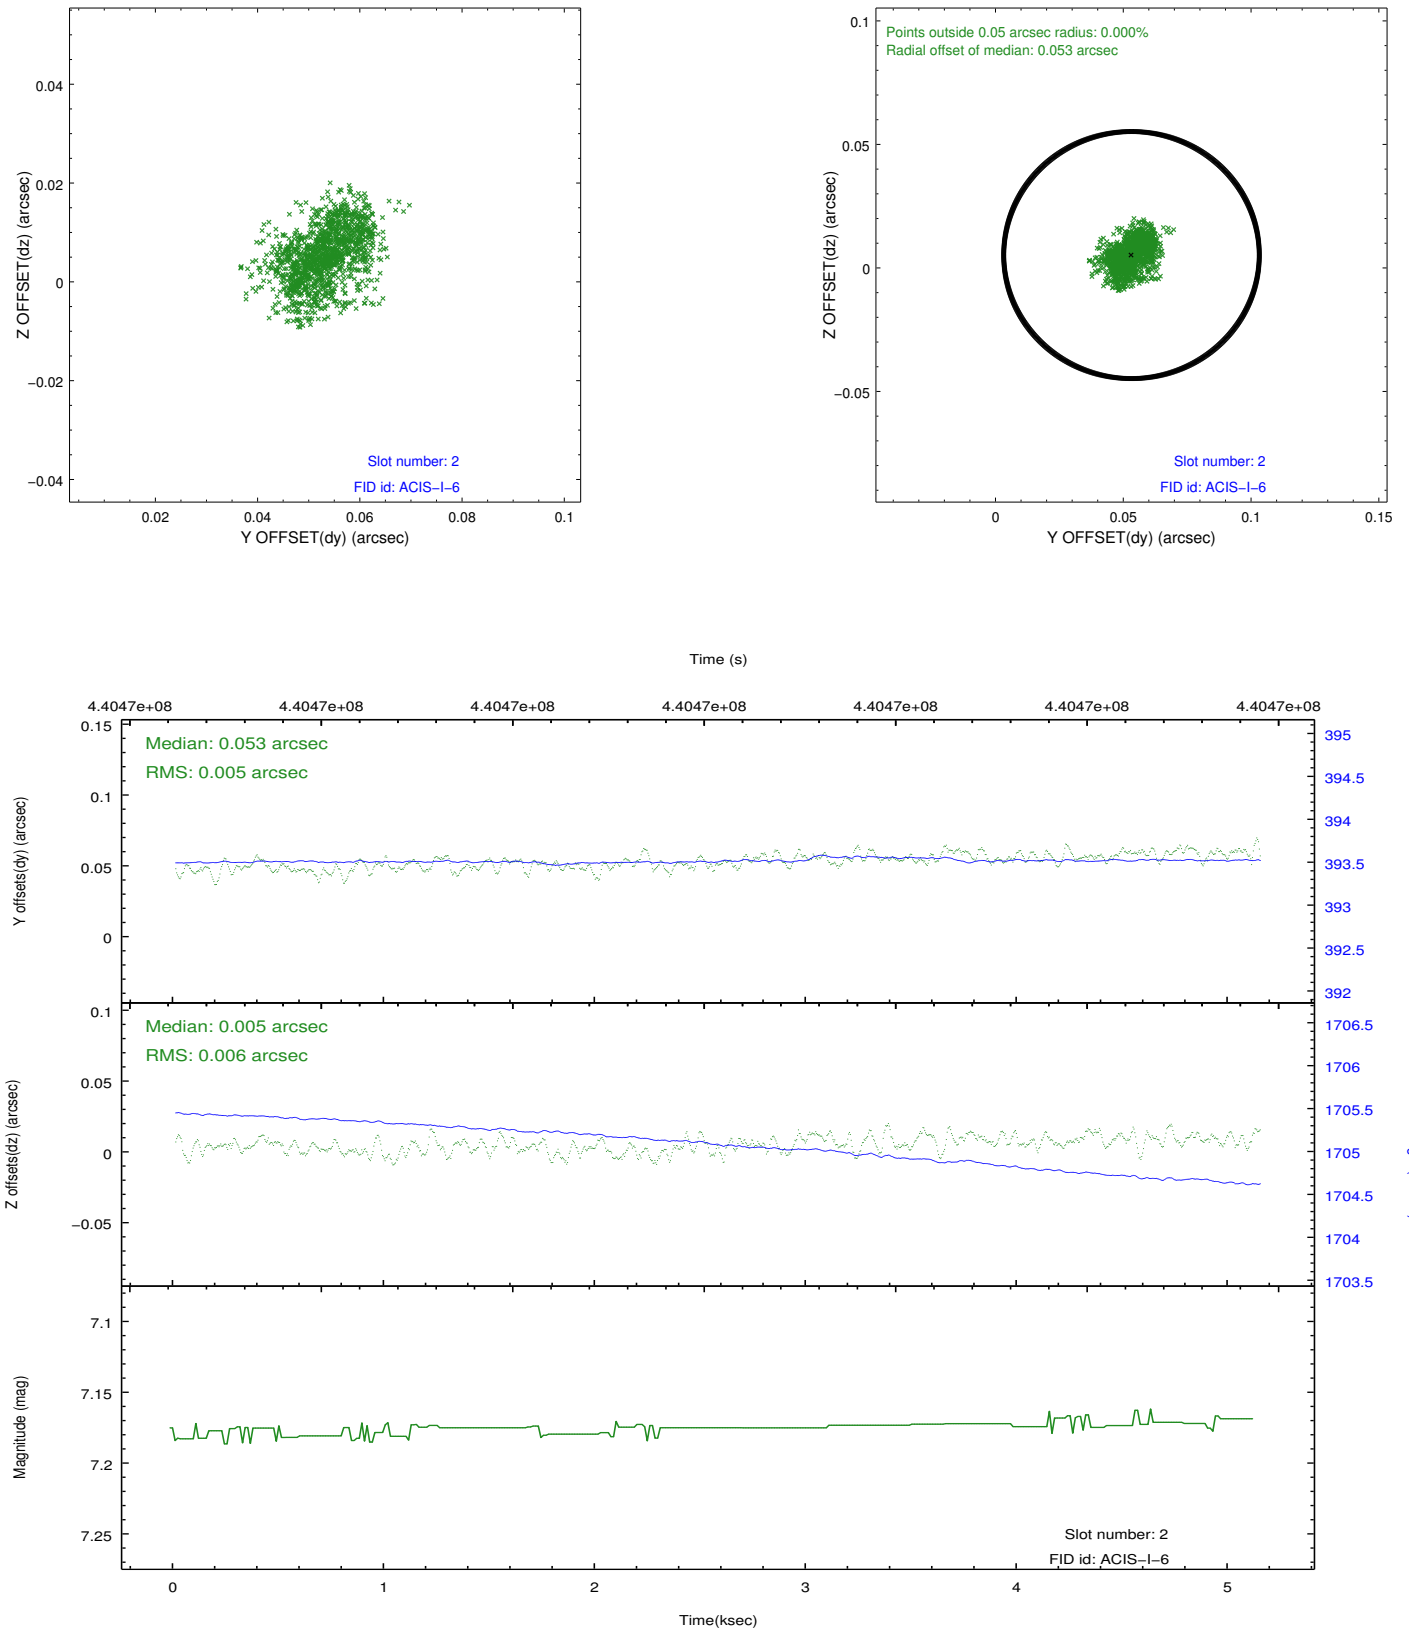 0.04
0.02
0
−0.02
−0.04
Z OFFSET(dz) (arcsec)
Slot number: 2
FID id: ACIS−I−6
0.02 0.04 0.06 0.08 0.1
Y OFFSET(dy) (arcsec)
Points outside 0.05 arcsec radius: 0.000%
Radial offset of median: 0.053 arcsec
0.1
0.05
0
−0.05
Z OFFSET(dz) (arcsec)
Slot number: 2
FID id: ACIS−I−6
0 0.05 0.1 0.15
Y OFFSET(dy) (arcsec)
Time (s)
4.4047e+08 4.4047e+08 4.4047e+08 4.4047e+08 4.4047e+08 4.4047e+08 4.4047e+08
Median: 0.053 arcsec
RMS: 0.005 arcsec
0.15
0.1
0.05
0
Y offsets(dy) (arcsec)
395
394.5
394
393.5
393
392.5
392
Median: 0.005 arcsec
RMS: 0.006 arcsec
0.1
0.05
0
−0.05
Z offsets(dz) (arcsec)
1706.5
1706
1705.5
1705
1704.5
1704
1703.5
7.1
7.15
7.2
7.25
Magnitude (mag)
Slot number: 2
FID id: ACIS−I−6
0 1 2 3 4 5
Time(ksec)